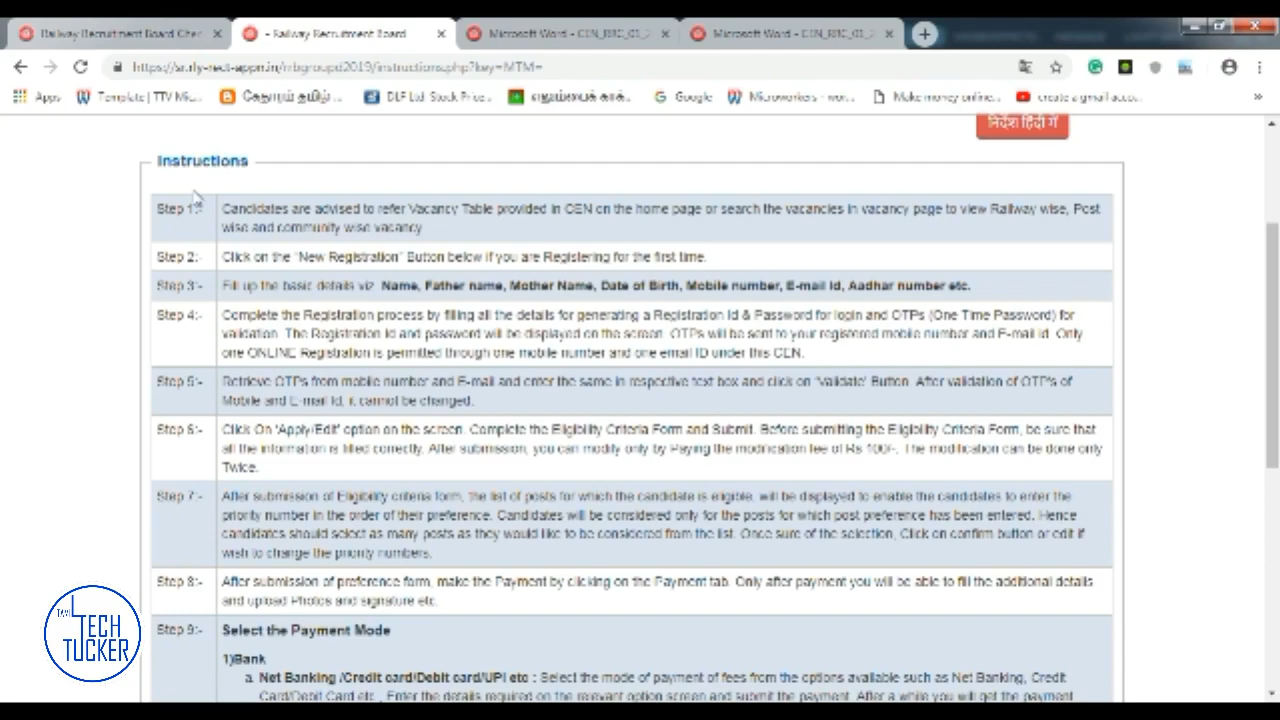 Railway Recruitment Board Chen
- Railway Recruitment Board
Microsoft Word - CEN_RRC_01_2
Microsoft Word - CEN_RRC_01_2
instructions.php?key=MTM=
Apps
Template | TTV Mic...
DLF Ltd. Stock Price...
Google
Microworkers - wor...
Make money online...
create a gmail accou...
निर्देश हिंदी में
Instructions
Step 1:- Candidates are advised to refer Vacancy Table provided in CEN on the home page or search the vacancies in vacancy page to view Railway wise, Post
wise and community wise vacancy
Step 2:- Click on the "New Registration" Button below if you are Registering for the first time.
Step 3:- Fill up the basic details viz Name, Father name, Mother Name, Date of Birth, Mobile number, E-mail Id, Aadhar number etc.
Step 4:- Complete the Registration process by filling all the details for generating a Registration Id & Password for login and OTPs (One Time Password) for
validation. The Registration Id and password will be displayed on the screen. OTPs will be sent to your registered mobile number and E-mail id. Only
one ONLINE Registration is permitted through one mobile number and one email ID under this CEN.
Step 5:- Retrieve OTPs from mobile number and E-mail and enter the same in respective text box and click on 'Validate' Button. After validation of OTP's of
Mobile and E-mail Id, it cannot be changed.
Step 6:- Click On 'Apply/Edit' option on the screen. Complete the Eligibility Criteria Form and Submit. Before submitting the Eligibility Criteria Form, be sure that
all the information is filled correctly. After submission, you can modify only by Paying the modification fee of Rs 100/-. The modification can be done only
Twice.
Step 7:- After submission of Eligibility criteria form, the list of posts for which the candidate is eligible, will be displayed to enable the candidates to enter the
priority number in the order of their preference. Candidates will be considered only for the posts for which post preference has been entered. Hence
candidates should select as many posts as they would like to be considered from the list. Once sure of the selection, Click on confirm button or edit if
wish to change the priority numbers.
Step 8:- After submission of preference form, make the Payment by clicking on the Payment tab. Only after payment you will be able to fill the additional details
and upload Photos and signature etc.
Step 9:- Select the Payment Mode
1)Bank
a. Net Banking /Credit card/Debit card/UPI etc : Select the mode of payment of fees from the options available such as Net Banking, Credit
Card/Debit Card etc., Enter the details required on the relevant option screen and submit the payment. After a while you will get the payment
TAMIL
TECH
TUCKER